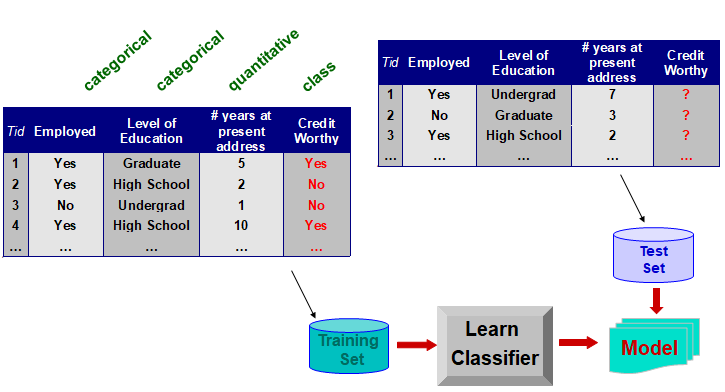 categorical
categorical
quantitative
class
Tid Employed Level of Education # years at present address Credit Worthy
1 Yes Graduate 5 Yes
2 Yes High School 2 No
3 No Undergrad 1 No
4 Yes High School 10 Yes
... ... ... ... ...
Tid Employed Level of Education # years at present address Credit Worthy
1 Yes Undergrad 7 ?
2 No Graduate 3 ?
3 Yes High School 2 ?
... ... ... ... ...
Test
Set
Training
Set
Learn
Classifier
Model